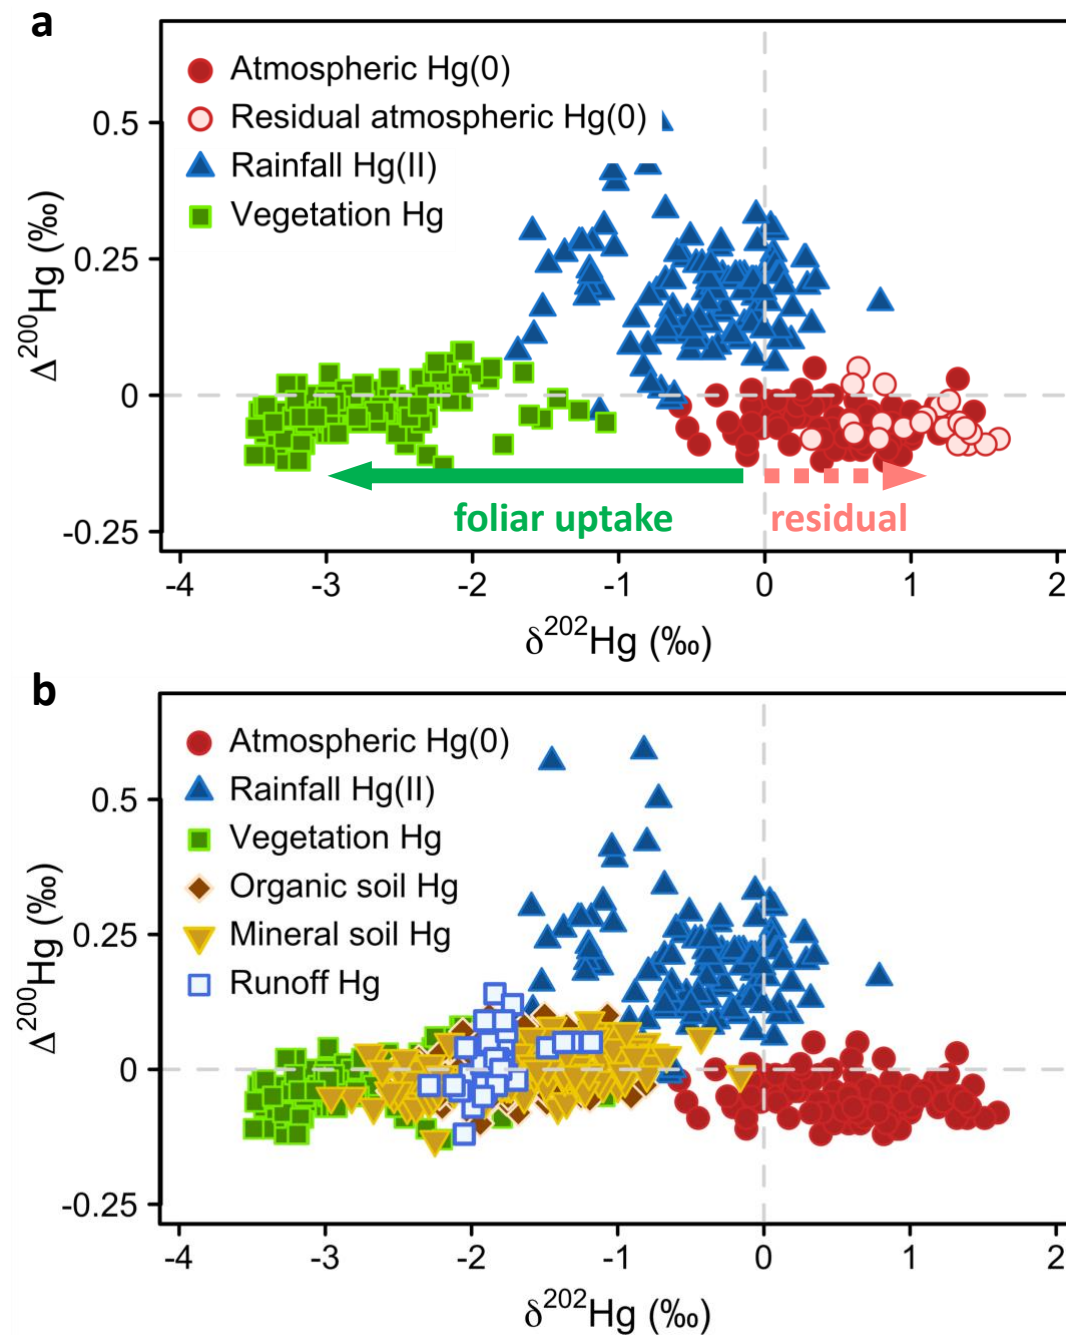 a
Atmospheric Hg(0)
Residual atmospheric Hg(0)
Rainfall Hg(II)
Vegetation Hg
0.5
0.25
0
-0.25
Δ²⁰⁰Hg (‰)
foliar uptake
residual
-4 -3 -2 -1 0 1 2
δ²⁰²Hg (‰)
b
Atmospheric Hg(0)
Rainfall Hg(II)
Vegetation Hg
Organic soil Hg
Mineral soil Hg
Runoff Hg
0.5
0.25
0
-0.25
Δ²⁰⁰Hg (‰)
-4 -3 -2 -1 0 1 2
δ²⁰²Hg (‰)